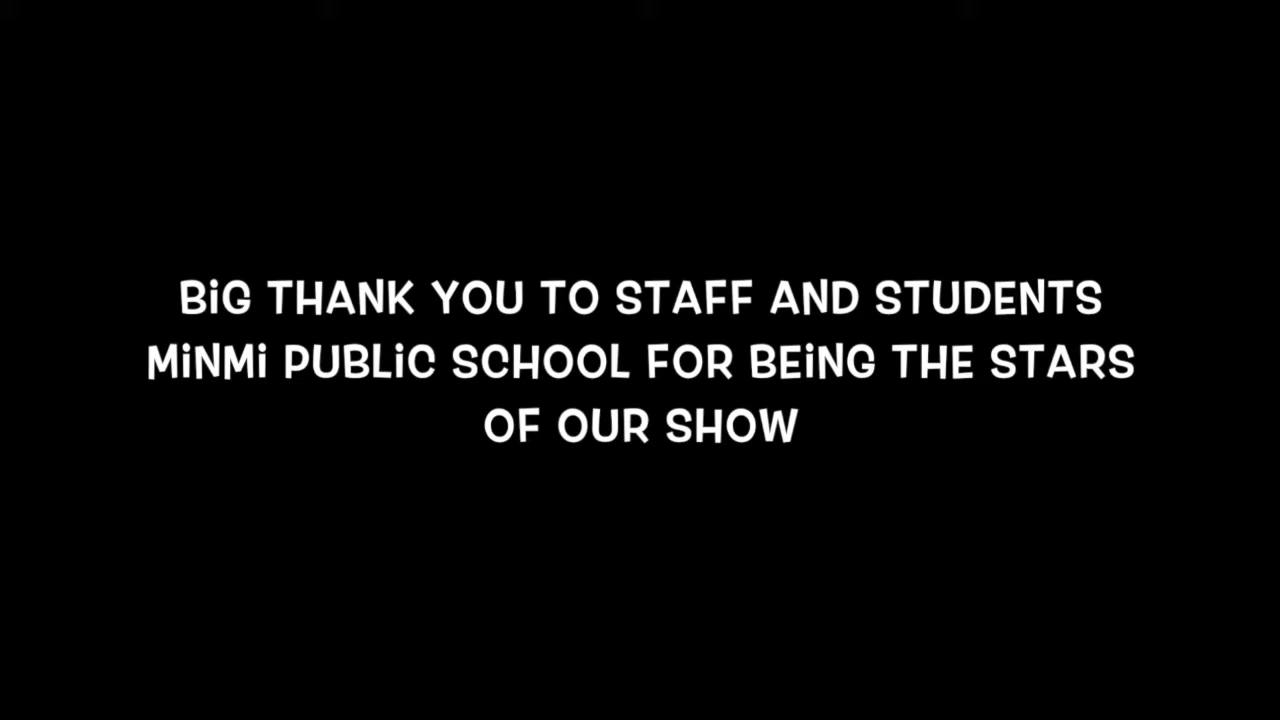 BiG THANK YOU TO STAFF AND STUDENTS
MiNMi PUBLiC SCHOOL FOR BEiNG THE STARS
OF OUR SHOW